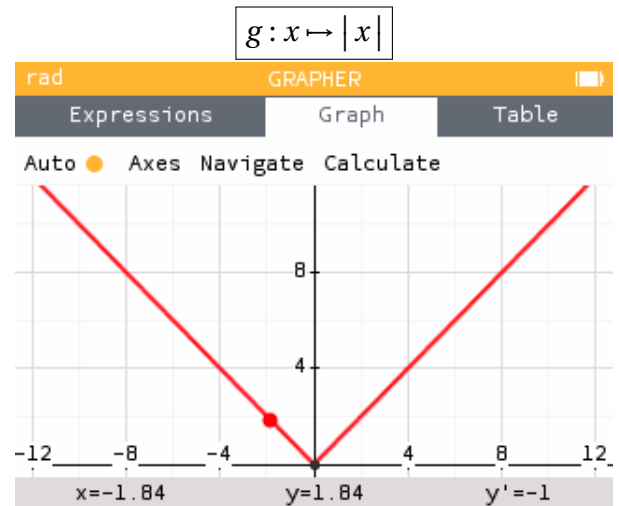 g : x ↦ |x|
rad GRAPHER
Expressions Graph Table
Auto Axes Navigate Calculate
8
4
-12 -8 -4 4 8 12
x=-1.84 y=1.84 y'=-1